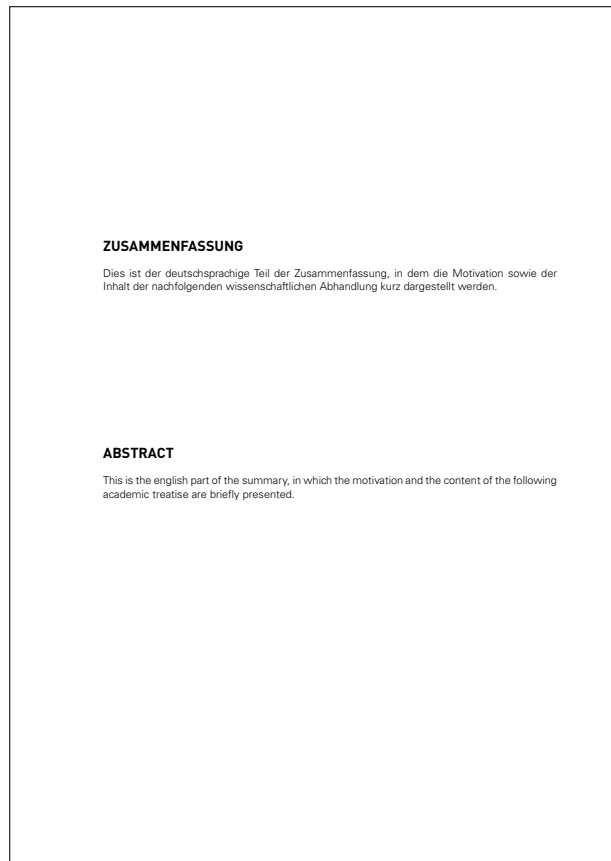 ZUSAMMENFASSUNG
Dies ist der deutschsprachige Teil der Zusammenfassung, in dem die Motivation sowie der
Inhalt der nachfolgenden wissenschaftlichen Abhandlung kurz dargestellt werden.
ABSTRACT
This is the english part of the summary, in which the motivation and the content of the following
academic treatise are briefly presented.